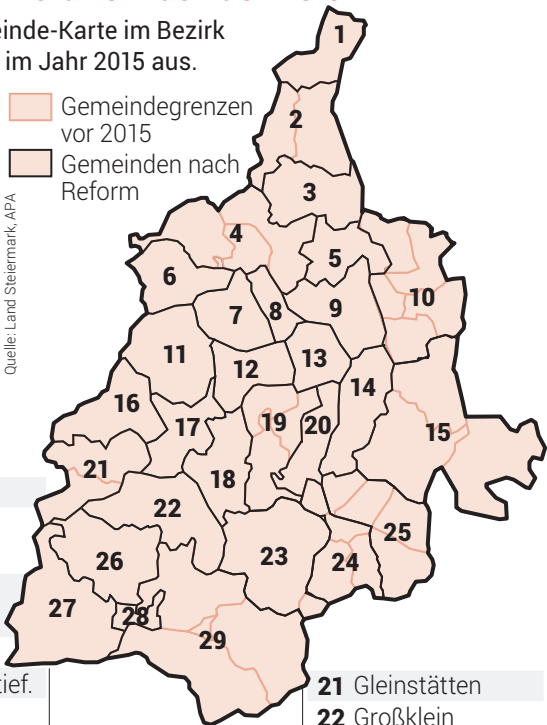 einde-Karte im Bezirk
im Jahr 2015 aus.
Gemeindegrenzen
vor 2015
Gemeinden nach
Reform
Quelle: Land Steiermark, APA
1
2
3
4
5
6
7
8
9
10
11
12
13
14
15
16
17
18
19
20
21
22
23
24
25
26
27
28
29
tief.
21 Gleinstätten
22 Großklein